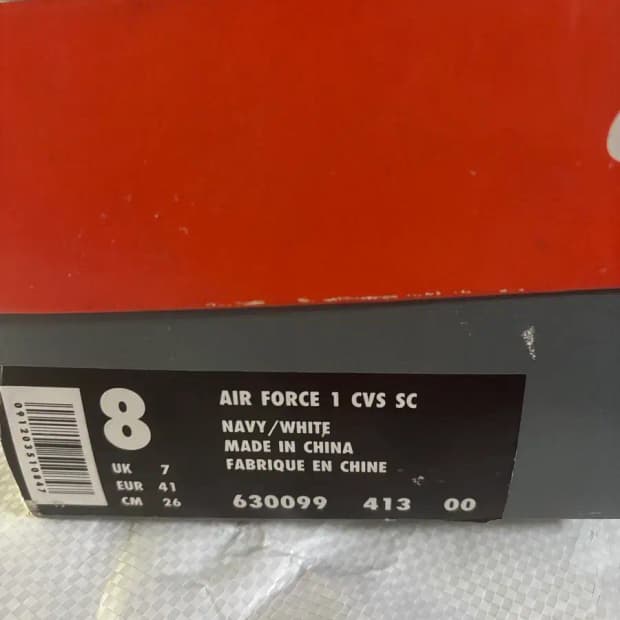 AIR FORCE 1 CVS SC
8
NAVY/WHITE
MADE IN CHINA
FABRIQUE EN CHINE
UK 7
EUR 41
CM 26
630099 413 00
091203510847